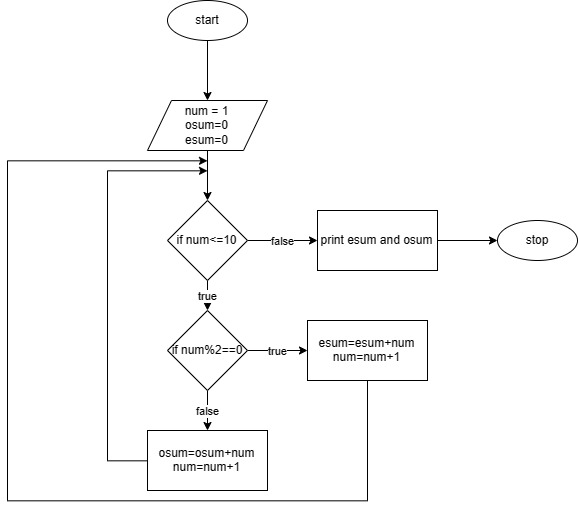 start
num = 1
osum=0
esum=0
if num<=10
false
print esum and osum
stop
true
if num%2==0
true
esum=esum+num
num=num+1
false
osum=osum+num
num=num+1